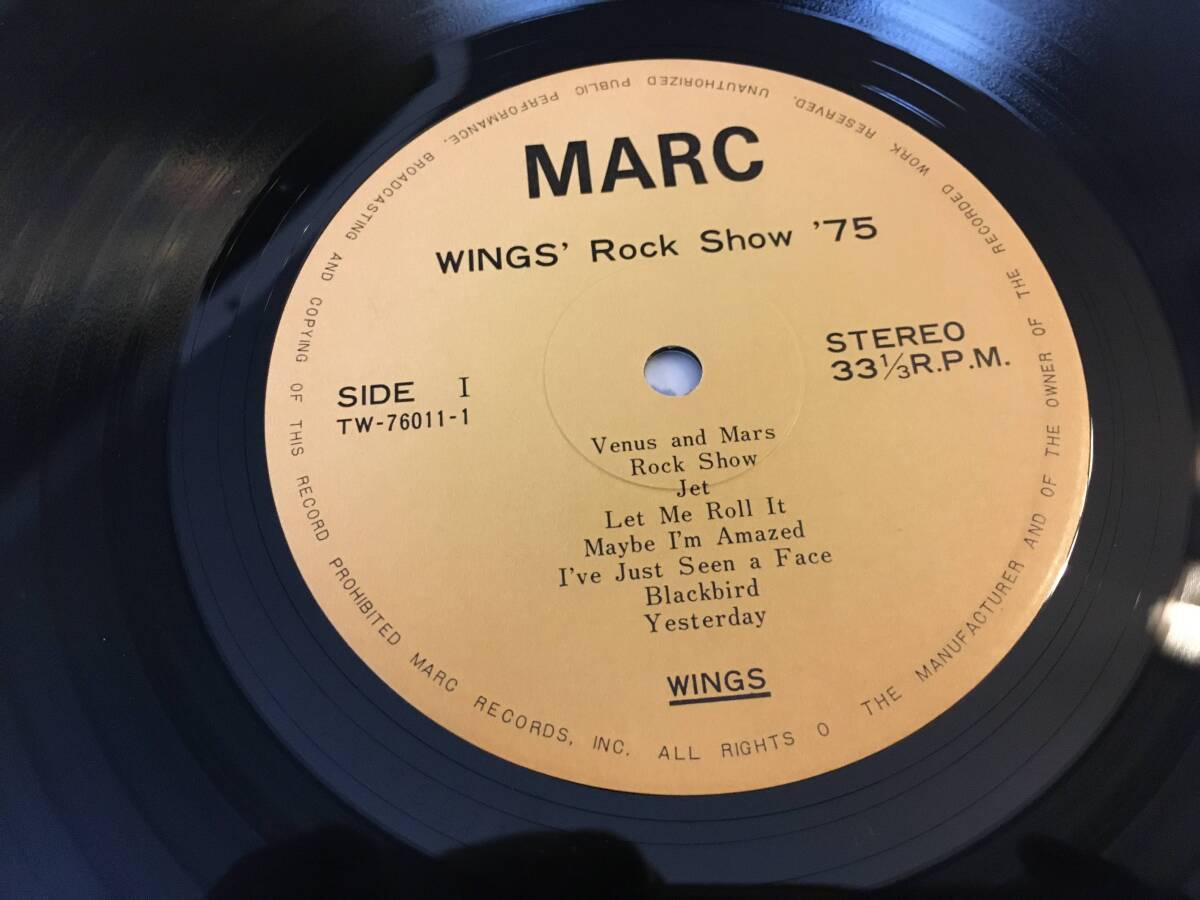 MARC
WINGS' Rock Show '75
STEREO
33⅓R.P.M.
SIDE I
TW-76011-1
Venus and Mars
Rock Show
Jet
Let Me Roll It
Maybe I'm Amazed
I've Just Seen a Face
Blackbird
Yesterday
WINGS
MARC RECORDS, INC. ALL RIGHTS O THE MANUFACTURER AND OF THE OWNER OF THE RECORDED WORK RESERVED. UNAUTHORIZED PUBLIC PERFORMANCE, BROADCASTING AND COPYING OF THIS RECORD PROHIBITED